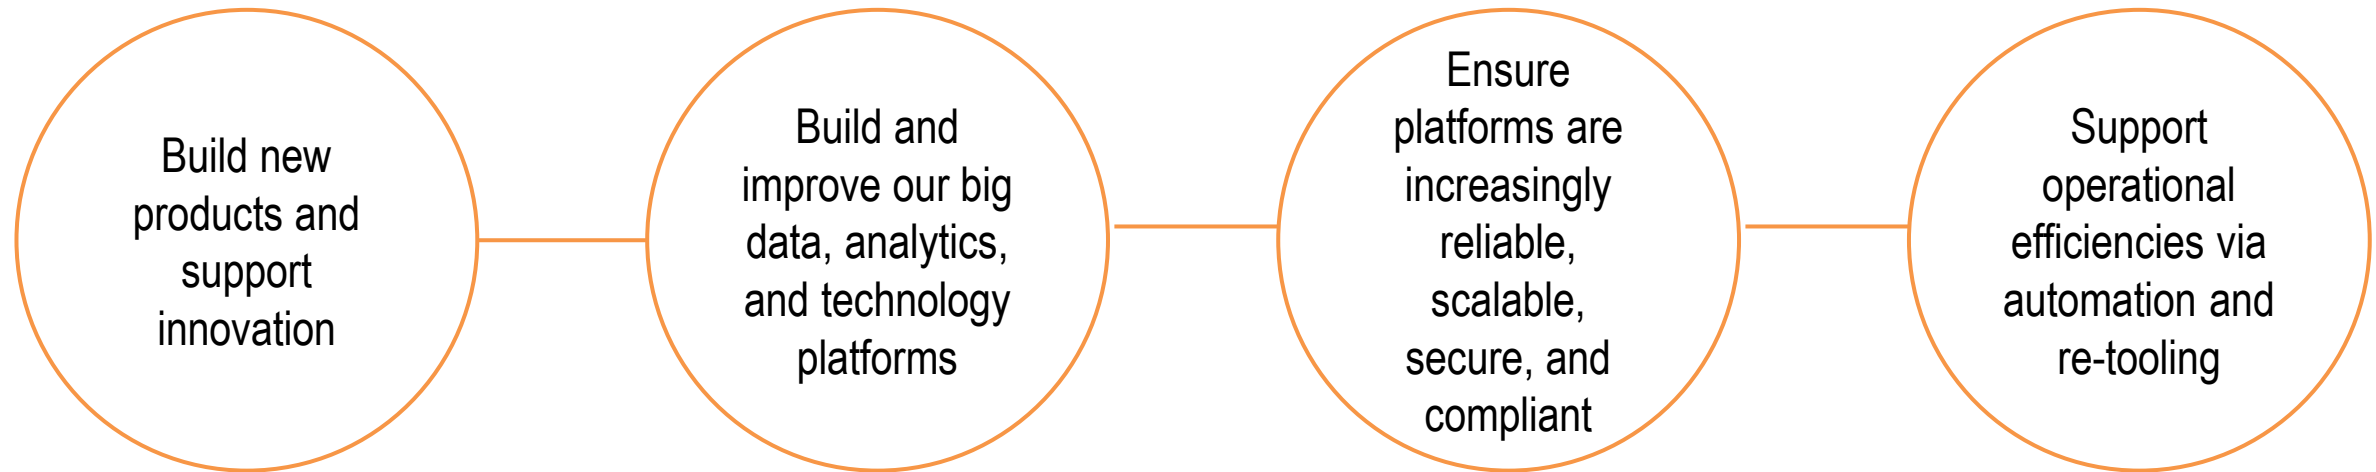 Build new
products and
support
innovation
Build and
improve our big
data, analytics,
and technology
platforms
Ensure
platforms are
increasingly
reliable,
scalable,
secure, and
compliant
Support
operational
efficiencies via
automation and
re-tooling